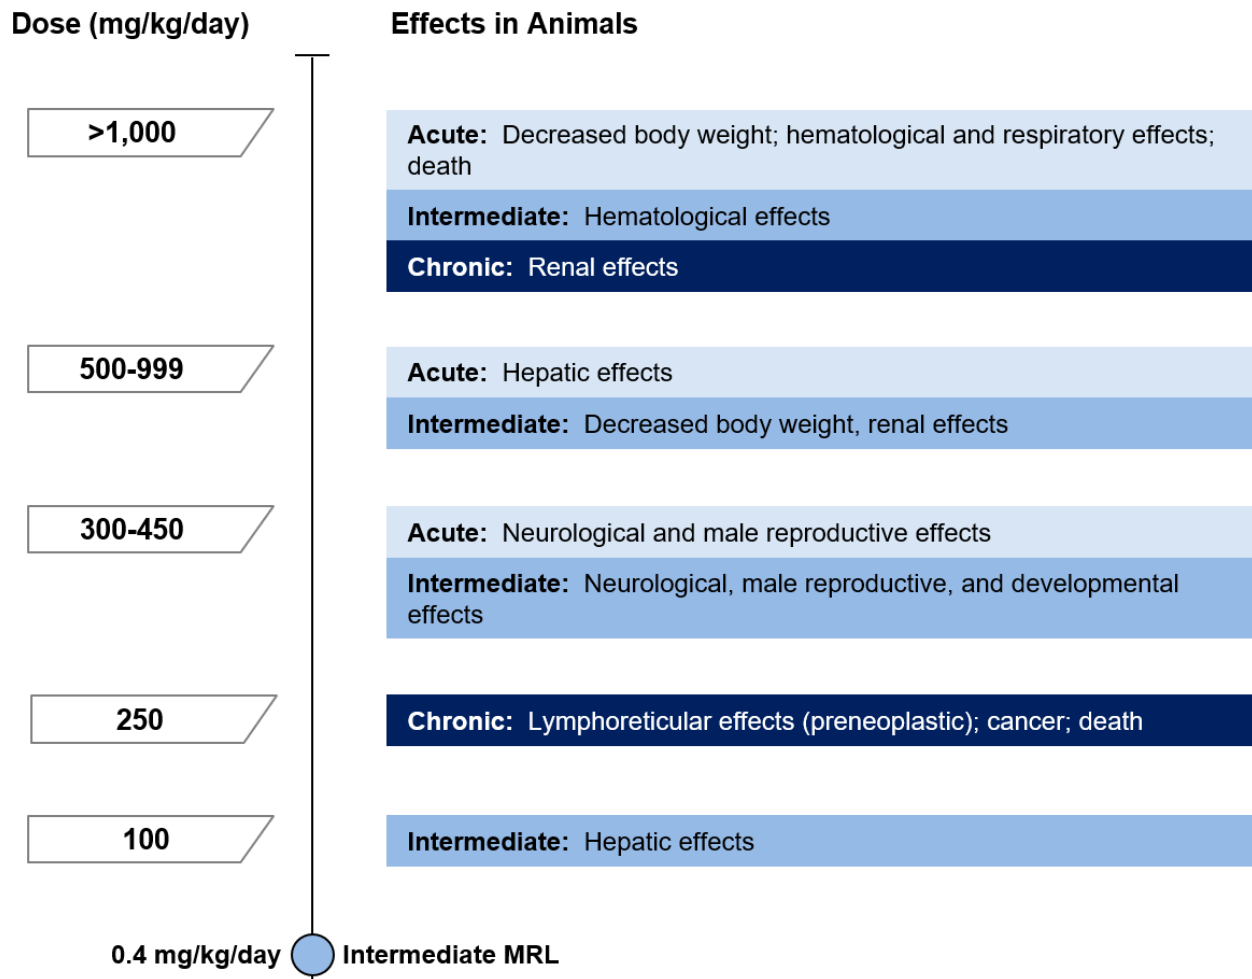 Dose (mg/kg/day) Effects in Animals
>1,000
Acute: Decreased body weight; hematological and respiratory effects;
death
Intermediate: Hematological effects
Chronic: Renal effects
500-999
Acute: Hepatic effects
Intermediate: Decreased body weight, renal effects
300-450
Acute: Neurological and male reproductive effects
Intermediate: Neurological, male reproductive, and developmental
effects
250
Chronic: Lymphoreticular effects (preneoplastic); cancer; death
100
Intermediate: Hepatic effects
0.4 mg/kg/day Intermediate MRL